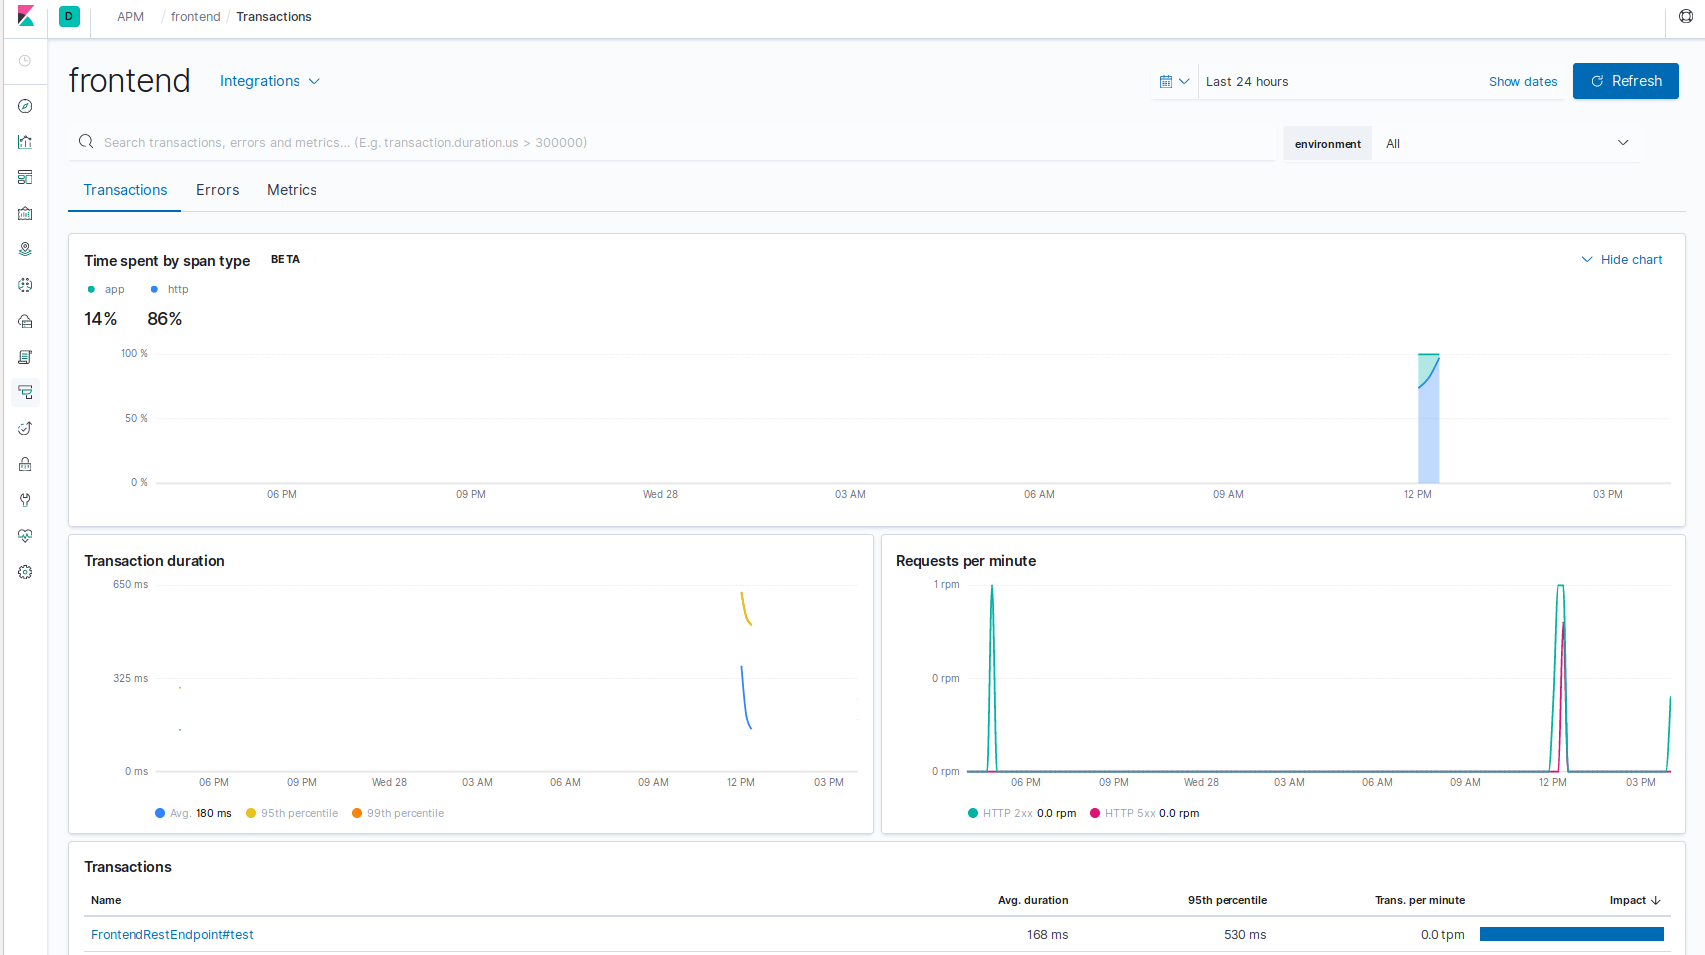 D APM / frontend / Transactions
frontend Integrations Last 24 hours Show dates Refresh
Search transactions, errors and metrics... (E.g. transaction.duration.us > 300000) environment All
Transactions Errors Metrics
Time spent by span type BETA Hide chart
app http
14% 86%
100 %
50 %
0 %
06 PM 09 PM Wed 28 03 AM 06 AM 09 AM 12 PM 03 PM
Transaction duration
650 ms
325 ms
0 ms
06 PM 09 PM Wed 28 03 AM 06 AM 09 AM 12 PM 03 PM
Avg. 180 ms 95th percentile 99th percentile
Requests per minute
1 rpm
0 rpm
0 rpm
06 PM 09 PM Wed 28 03 AM 06 AM 09 AM 12 PM 03 PM
HTTP 2xx 0.0 rpm HTTP 5xx 0.0 rpm
Transactions
Name Avg. duration 95th percentile Trans. per minute Impact
FrontendRestEndpoint#test 168 ms 530 ms 0.0 tpm